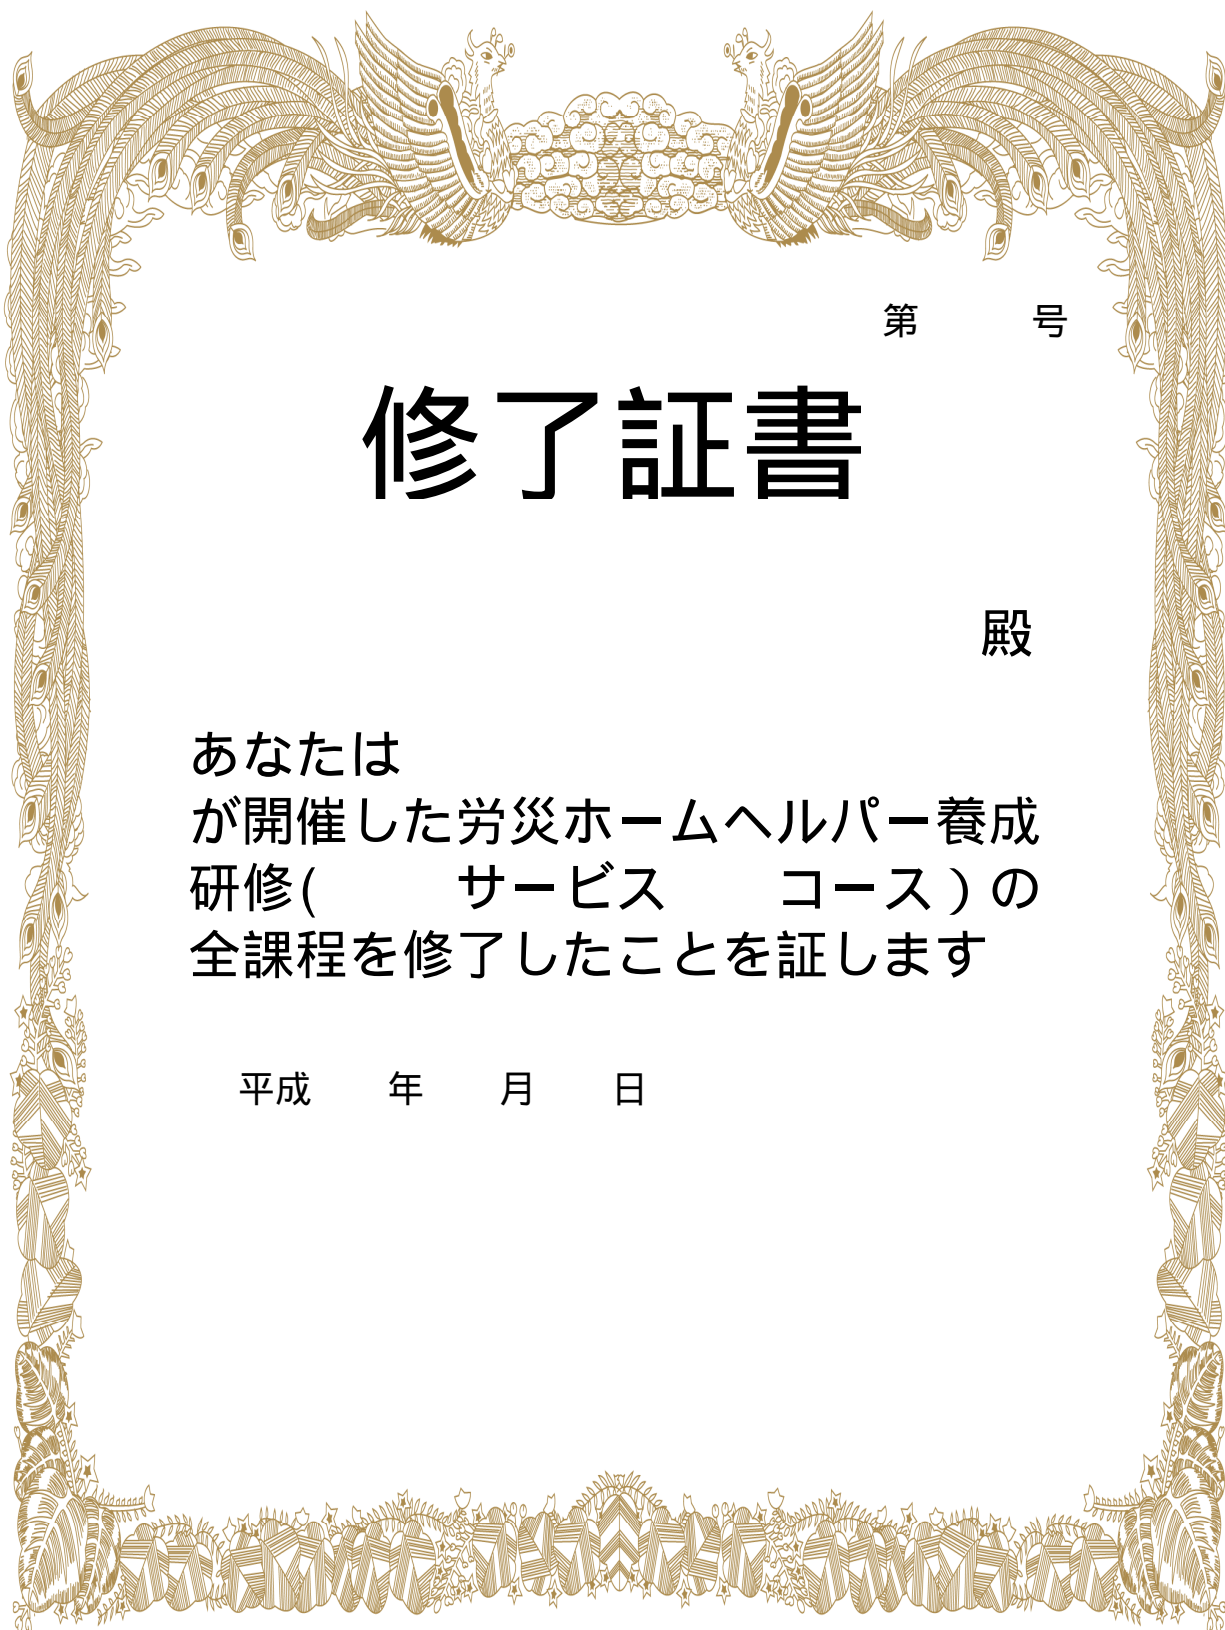 第　　　号
修了証書
殿
あなたは
が開催した労災ホームヘルパー養成
研修(　　サービス　　コース）の
全課程を修了したことを証します
平成　　年　　月　　日